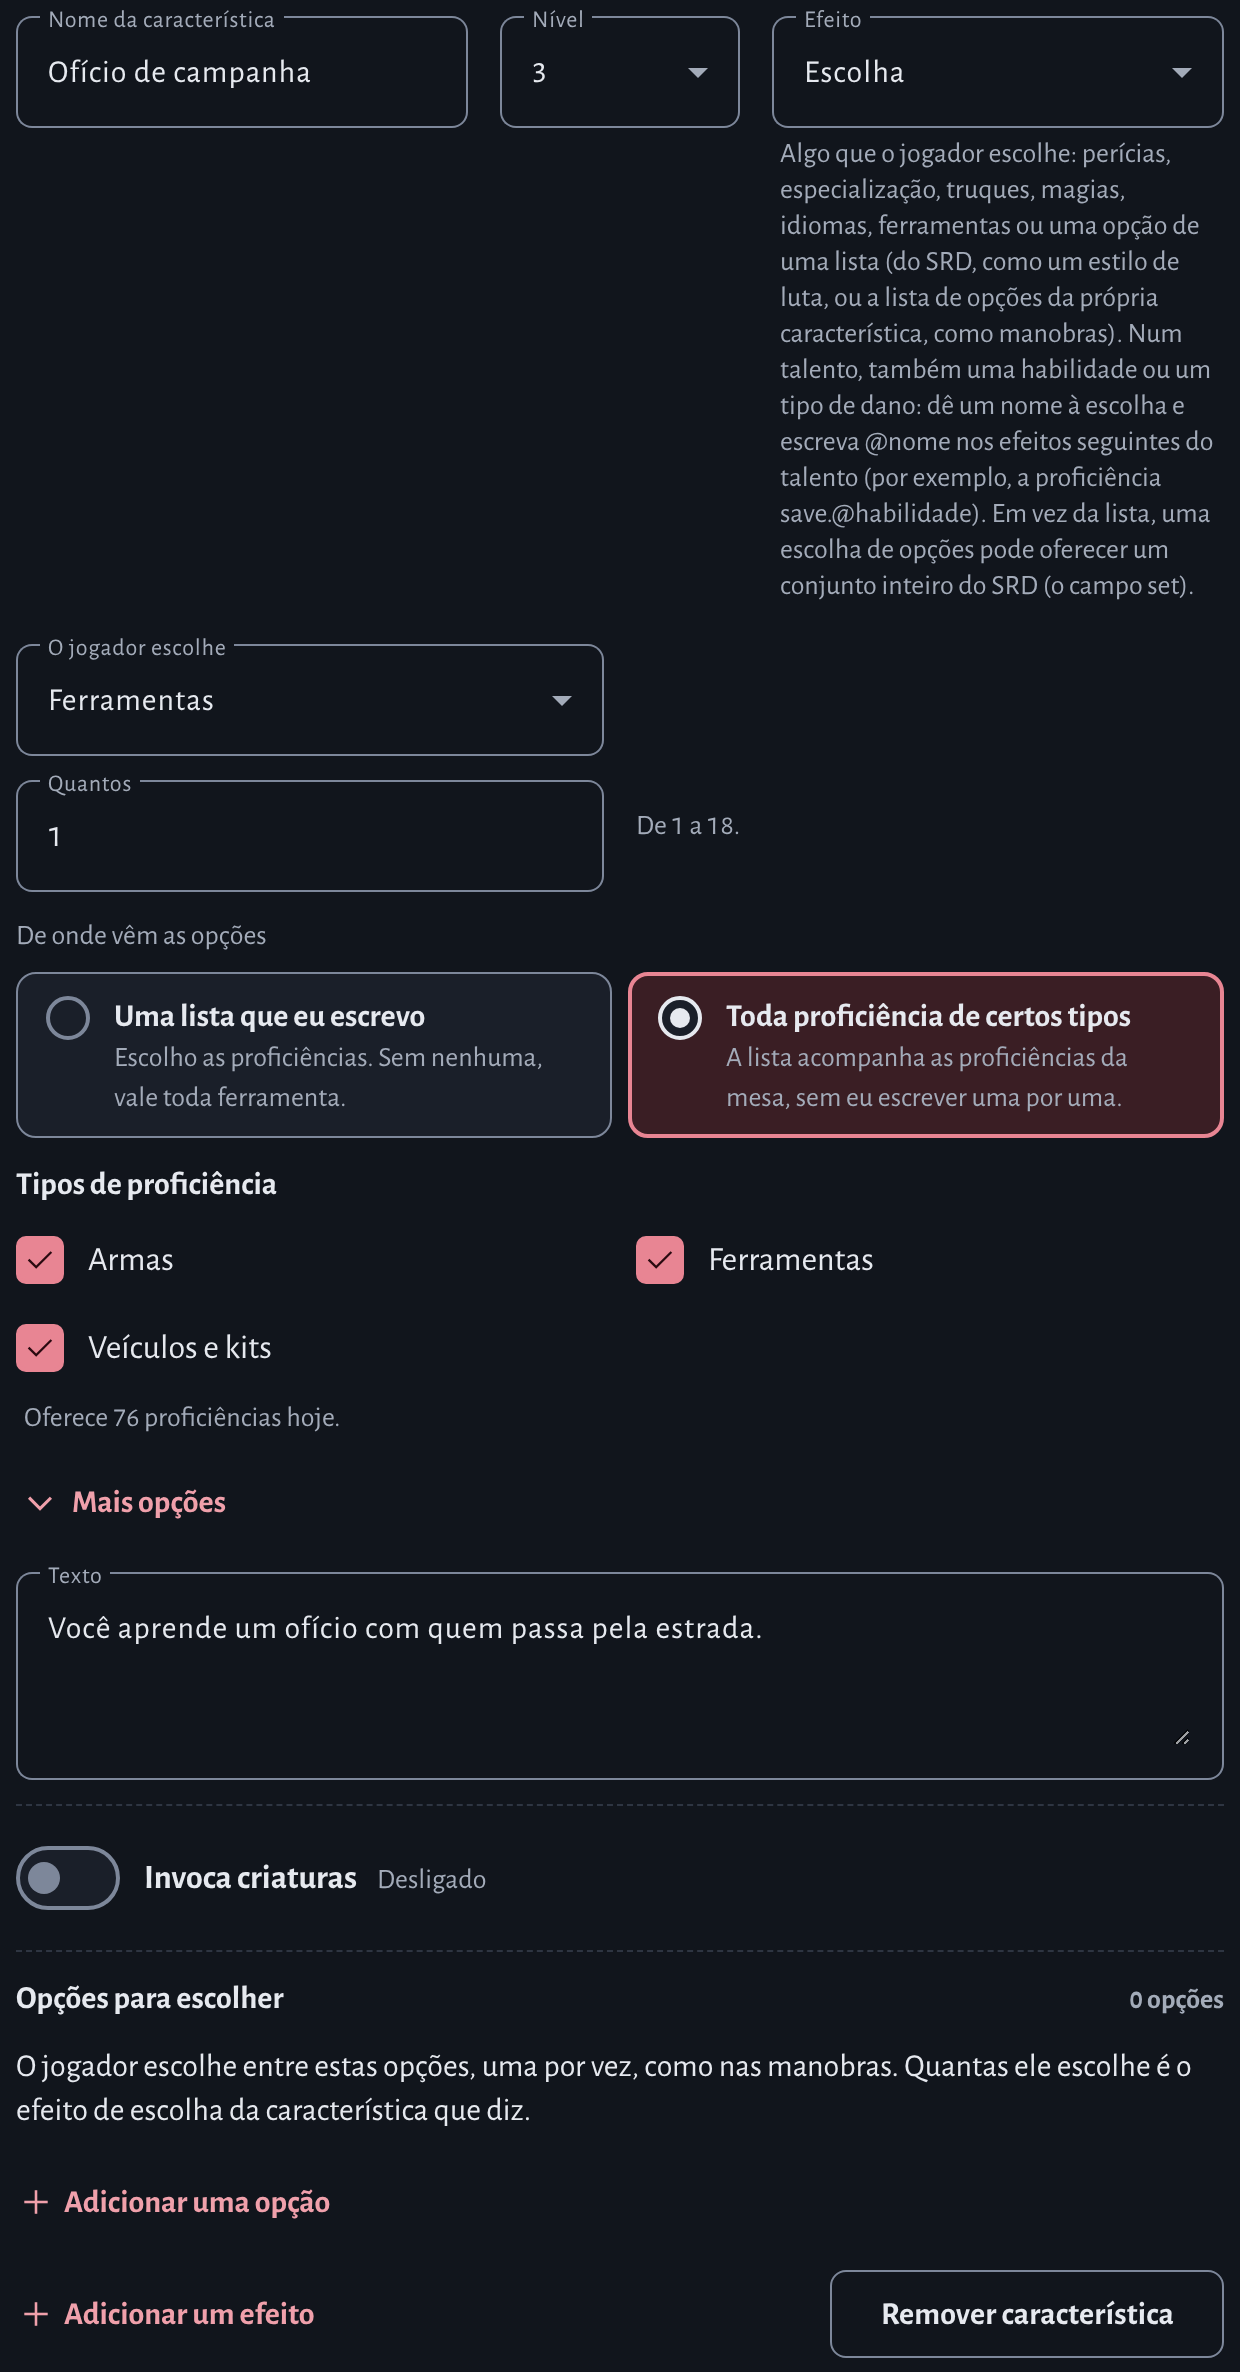 Nome da característica
Ofício de campanha
Nível
3
Efeito
Escolha
Algo que o jogador escolhe: perícias,
especialização, truques, magias,
idiomas, ferramentas ou uma opção de
uma lista (do SRD, como um estilo de
luta, ou a lista de opções da própria
característica, como manobras). Num
talento, também uma habilidade ou um
tipo de dano: dê um nome à escolha e
escreva @nome nos efeitos seguintes do
talento (por exemplo, a proficiência
save.@habilidade). Em vez da lista, uma
escolha de opções pode oferecer um
conjunto inteiro do SRD (o campo set).
O jogador escolhe
Ferramentas
Quantos
1
De 1 a 18.
De onde vêm as opções
Uma lista que eu escrevo
Escolho as proficiências. Sem nenhuma,
vale toda ferramenta.
Toda proficiência de certos tipos
A lista acompanha as proficiências da
mesa, sem eu escrever uma por uma.
Tipos de proficiência
Armas
Ferramentas
Veículos e kits
Oferece 76 proficiências hoje.
Mais opções
Texto
Você aprende um ofício com quem passa pela estrada.
Invoca criaturas
Desligado
Opções para escolher
0 opções
O jogador escolhe entre estas opções, uma por vez, como nas manobras. Quantas ele escolhe é o
efeito de escolha da característica que diz.
Adicionar uma opção
Adicionar um efeito
Remover característica